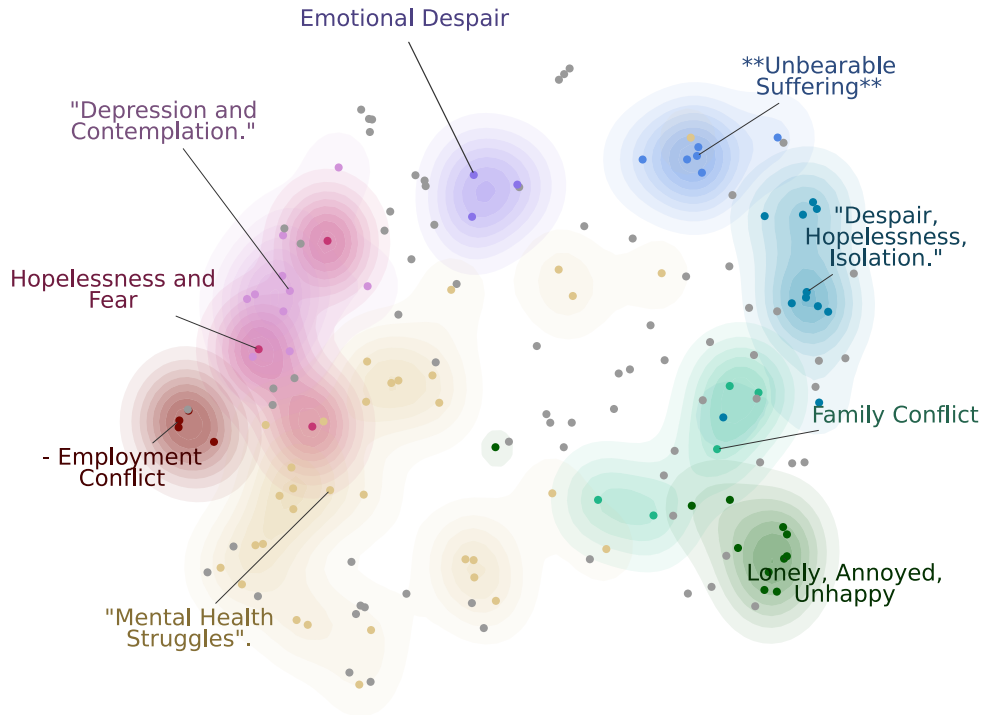 Emotional Despair
**Unbearable
Suffering**
"Depression and
Contemplation."
"Despair,
Hopelessness,
Isolation."
Hopelessness and
Fear
Family Conflict
- Employment
Conflict
Lonely, Annoyed,
Unhappy
"Mental Health
Struggles".